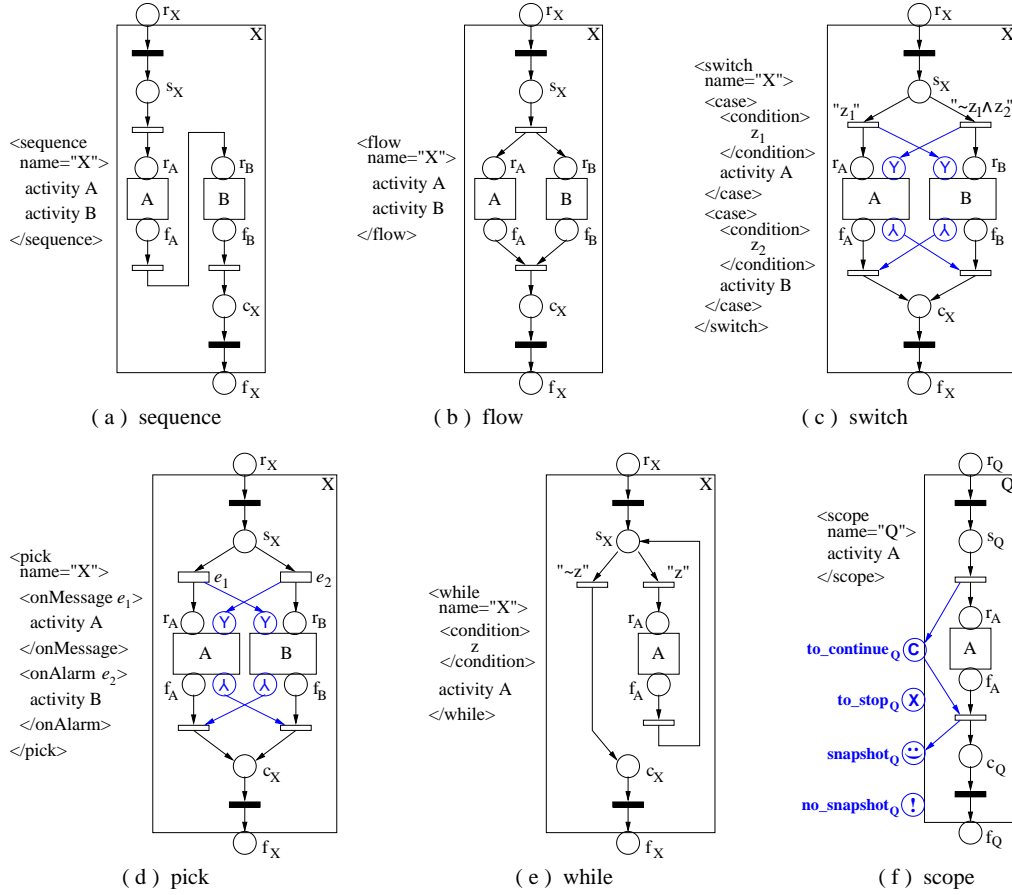 r_X
X
s_X
<sequence
name="X">
activity A
activity B
</sequence>
r_A
A
f_A
r_B
B
f_B
c_X
f_X
( a ) sequence
r_X
X
s_X
<flow
name="X">
activity A
activity B
</flow>
r_A
A
f_A
r_B
B
f_B
c_X
f_X
( b ) flow
r_X
X
s_X
<switch
name="X">
<case>
<condition>
z_1
</condition>
activity A
</case>
<case>
<condition>
z_2
</condition>
activity B
</case>
</switch>
"z_1"
"~z_1∧z_2"
r_A
Y
Y
r_B
A
B
f_A
Y
Y
f_B
c_X
f_X
( c ) switch
r_X
X
s_X
<pick
name="X">
<onMessage e_1>
activity A
</onMessage>
<onAlarm e_2>
activity B
</onAlarm>
</pick>
e_1
e_2
r_A
Y
Y
r_B
A
B
f_A
Y
Y
f_B
c_X
f_X
( d ) pick
r_X
X
s_X
"~z"
"z"
<while
name="X">
<condition>
z
</condition>
activity A
</while>
r_A
A
f_A
c_X
f_X
( e ) while
r_Q
Q
<scope
name="Q">
activity A
</scope>
s_Q
r_A
to_continue_Q
C
A
f_A
to_stop_Q
X
snapshot_Q
c_Q
no_snapshot_Q
!
f_Q
( f ) scope